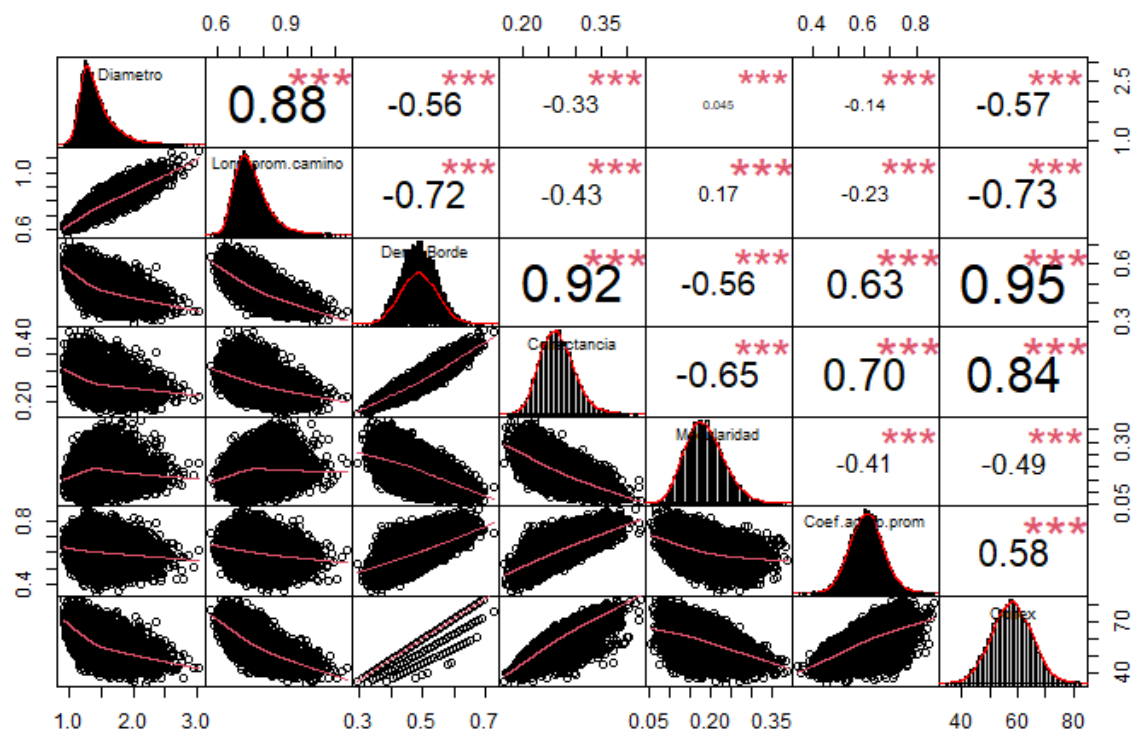 0.6 0.9 0.20 0.35 0.4 0.6 0.8
Diametro *** 0.88 *** -0.56 *** -0.33 *** 0.045 *** -0.14 *** -0.57 1.0 2.5
0.6 1.0 prom.camino *** -0.72 *** -0.43 *** 0.17 *** -0.23 *** -0.73
Borde *** 0.92 *** -0.56 *** 0.63 *** 0.95 0.3 0.6
0.20 0.40 *** -0.65 *** 0.70 *** 0.84
*** -0.41 *** -0.49 0.05 0.30
0.4 0.8 prom *** 0.58
40 70
1.0 2.0 3.0 0.3 0.5 0.7 0.05 0.20 0.35 40 60 80